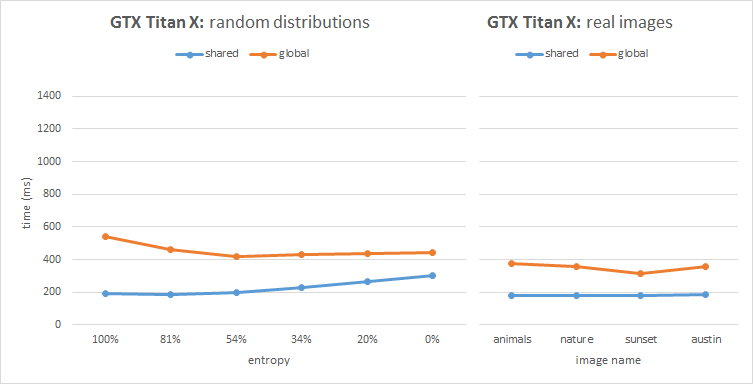 GTX Titan X: random distributions
shared global
1400
1200
1000
800
600
400
200
0
time (ms)
100% 81% 54% 34% 20% 0%
entropy
GTX Titan X: real images
shared global
animals nature sunset austin
image name